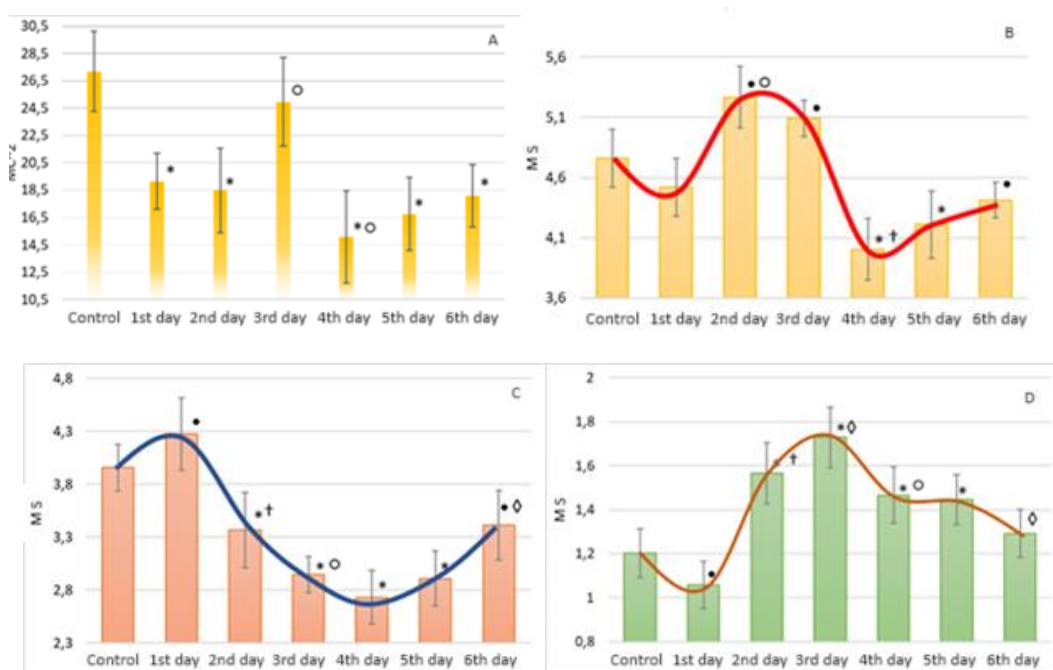 A
30,5
28,5
26,5
24,5
22,5
20,5
18,5
16,5
14,5
12,5
10,5
* * ○ * ○ * *
Control 1st day 2nd day 3rd day 4th day 5th day 6th day
B
5,6
5,1
4,6
4,1
3,6
M S
● ○ ● * † * ●
Control 1st day 2nd day 3rd day 4th day 5th day 6th day
C
4,8
4,3
3,8
3,3
2,8
2,3
M S
● * † * ○ * * ● ◊
Control 1st day 2nd day 3rd day 4th day 5th day 6th day
D
2
1,8
1,6
1,4
1,2
1
0,8
M S
● * † * ◊ * ○ * ◊
Control 1st day 2nd day 3rd day 4th day 5th day 6th day